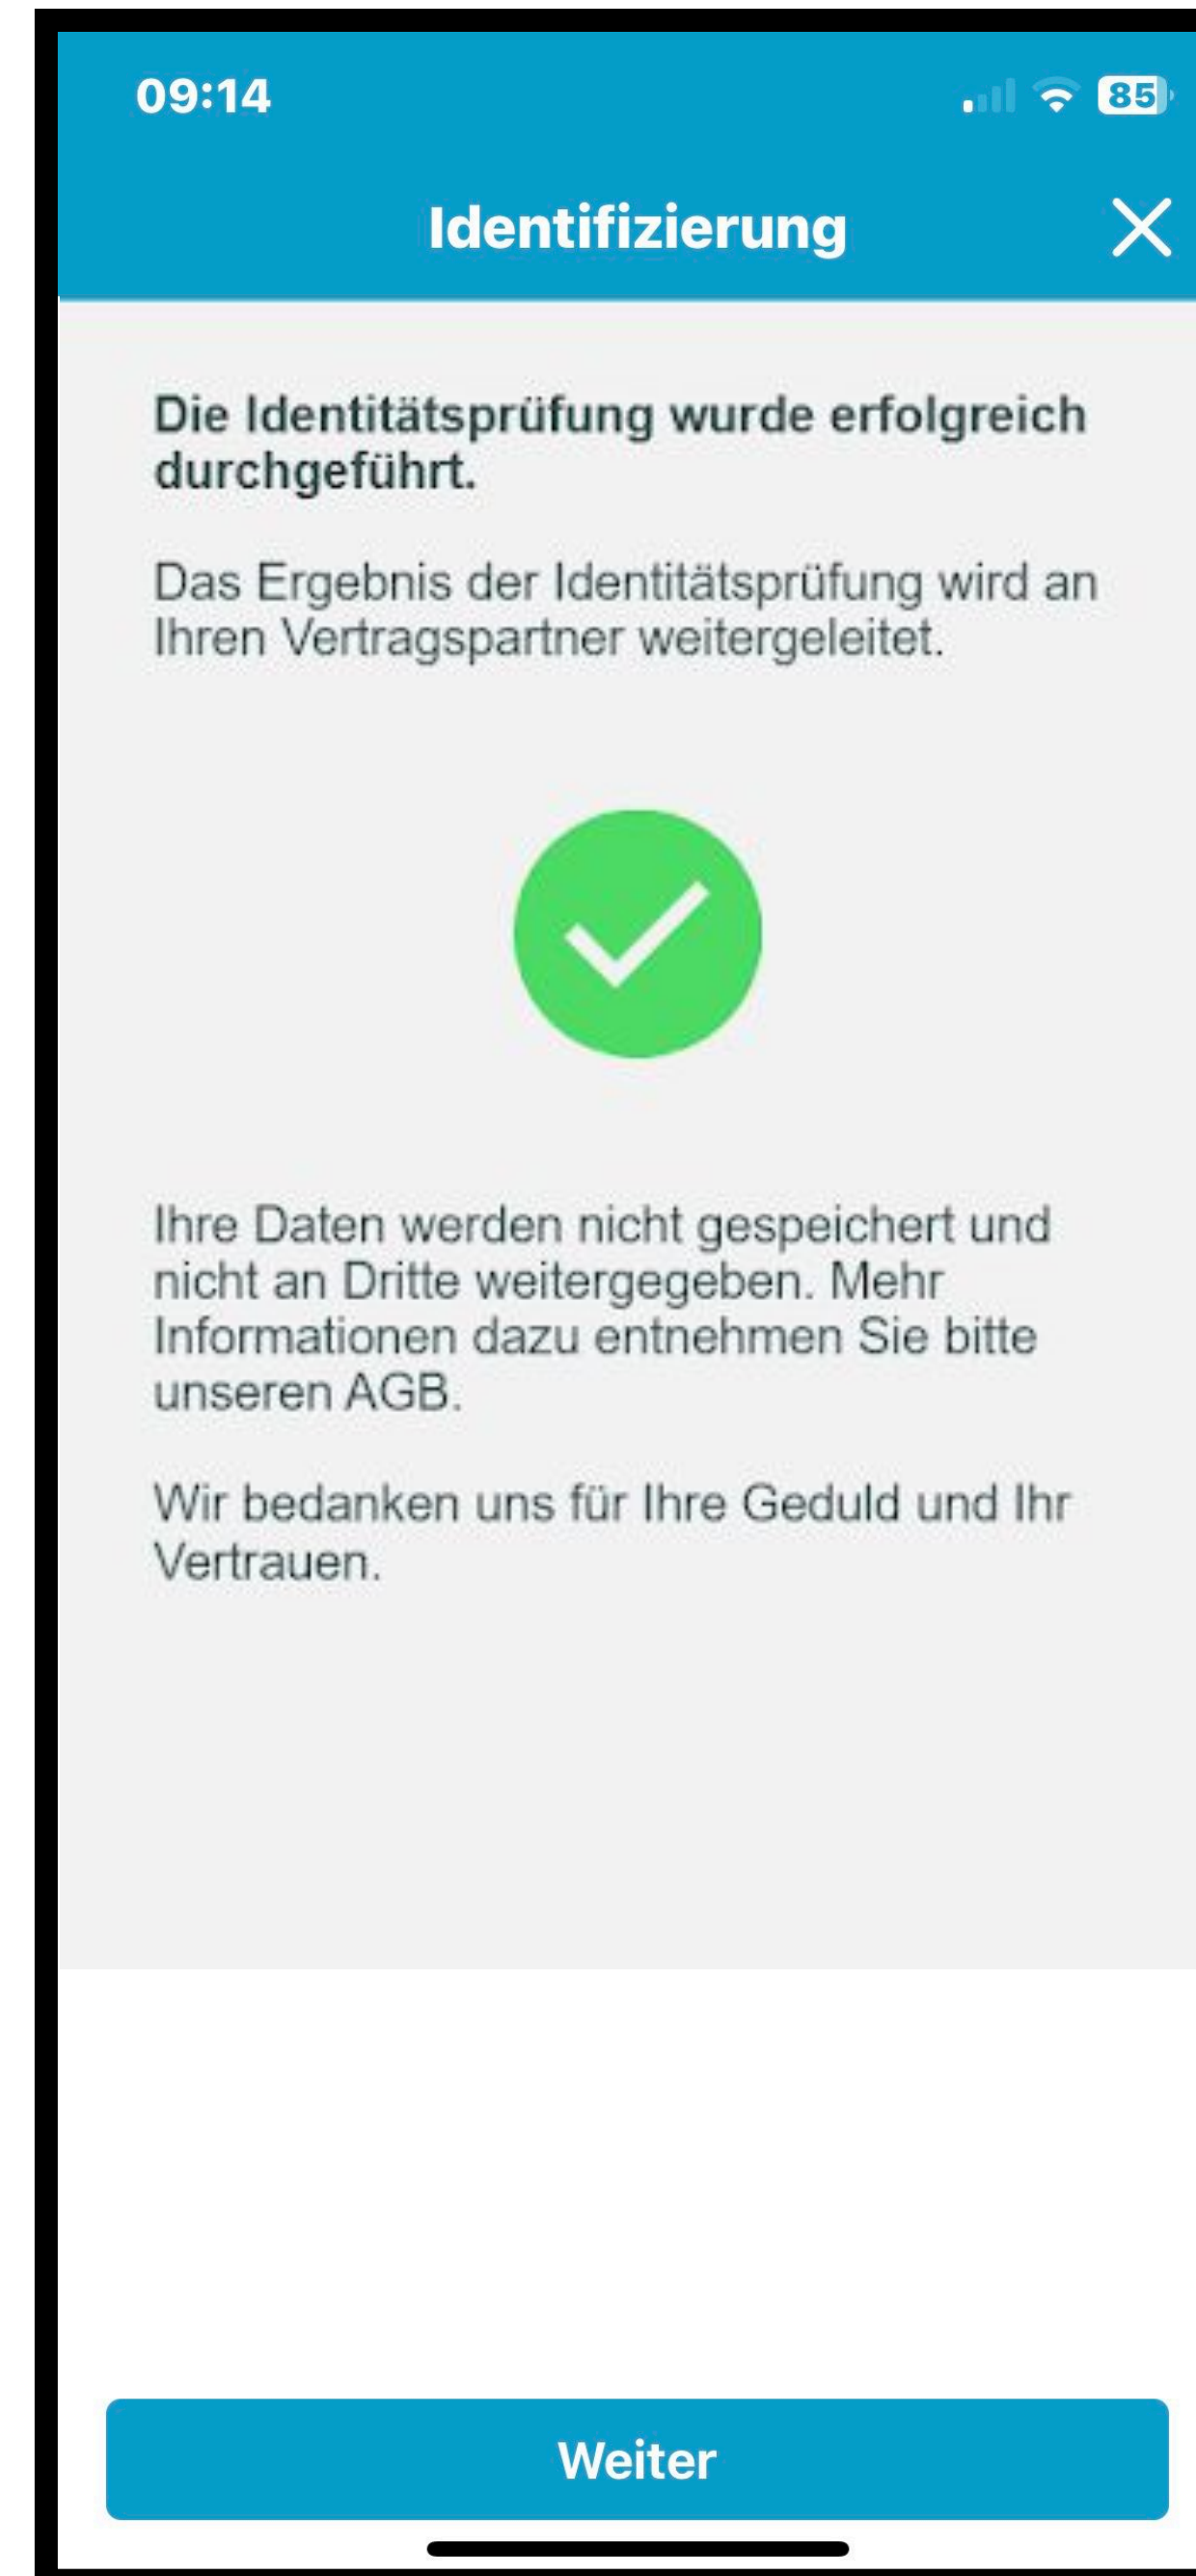 09:14
85
Identifizierung
Die Identitätsprüfung wurde erfolgreich
durchgeführt.
Das Ergebnis der Identitätsprüfung wird an
Ihren Vertragspartner weitergeleitet.
Ihre Daten werden nicht gespeichert und
nicht an Dritte weitergegeben. Mehr
Informationen dazu entnehmen Sie bitte
unseren AGB.
Wir bedanken uns für Ihre Geduld und Ihr
Vertrauen.
Weiter